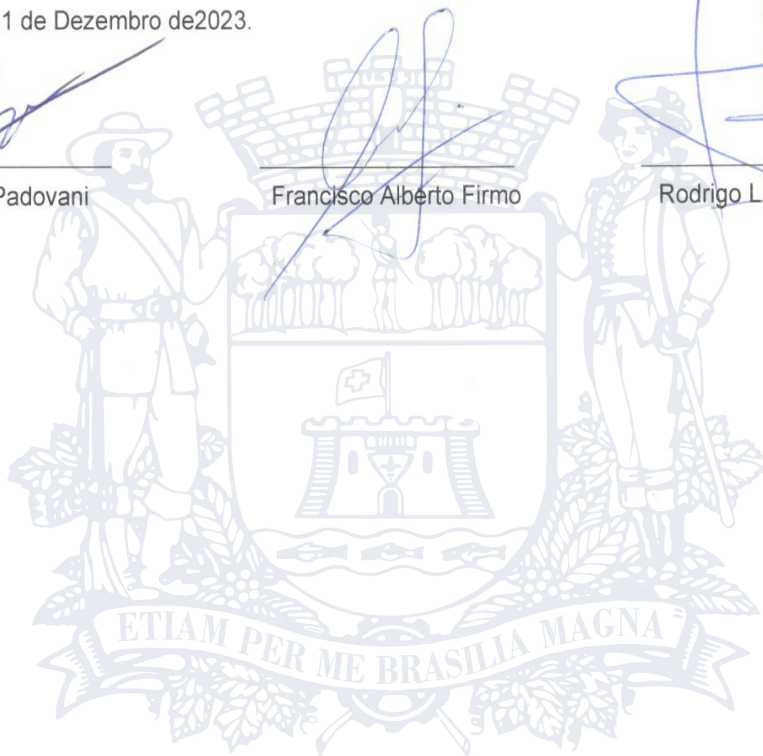 1 de Dezembro de2023.
Padovani Francisco Alberto Firmo Rodrigo L
ETIAM PER ME BRASILIA MAGNA